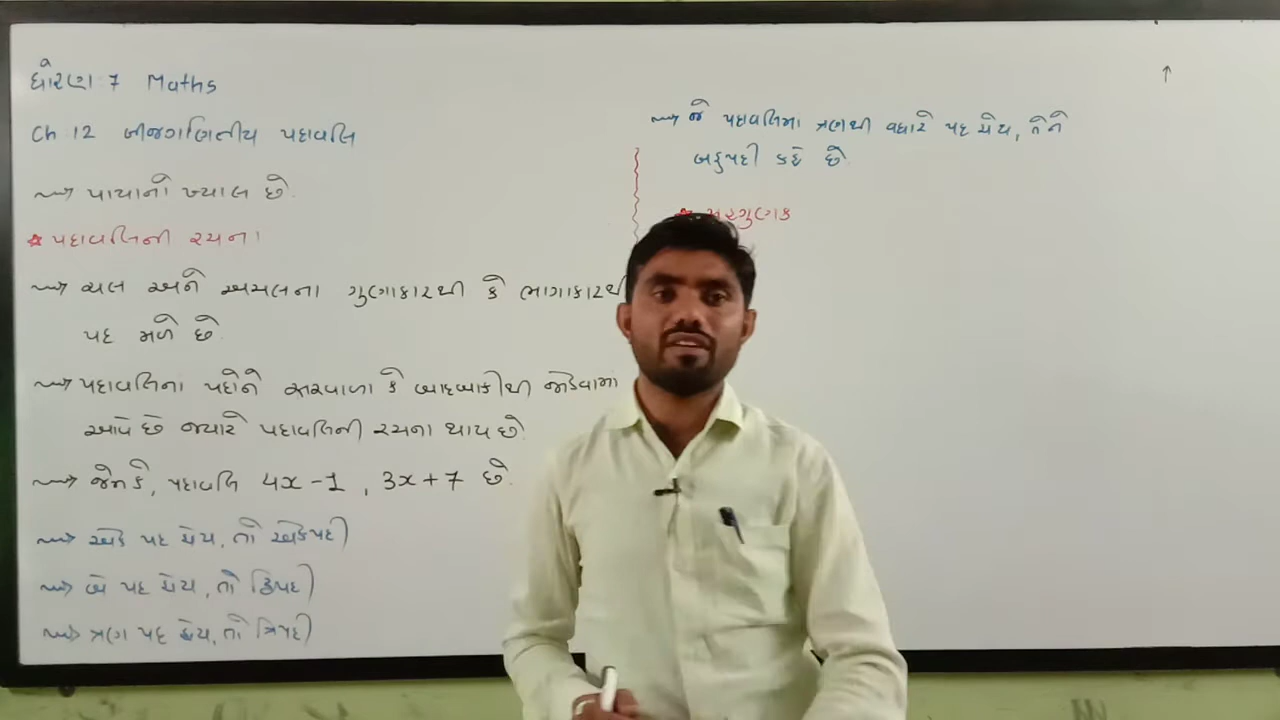 ધોરણ 7 Maths
Ch 12 બીજગણિતીય પદાવલિ
પાયાનો ખ્યાલ છે.
પદાવલિની રચના
ચલ અને અચલના ગુણાકારથી કે ભાગાકારથી
પદ મળે છે.
પદાવલિના પદોને સરવાળા કે બાદબાકીથી જોડવામાં
આવે છે ત્યારે પદાવલિની રચના થાય છે.
જેમ કે, પદાવલિ 4x - 1, 3x + 7 છે.
એક પદ હોય, તો એકપદી
બે પદ હોય, તો દ્વિપદી
ત્રણ પદ હોય, તો ત્રિપદી
જે પદાવલિમાં ત્રણથી વધારે પદ હોય, તેને
બહુપદી કહે છે.
સહગુણક